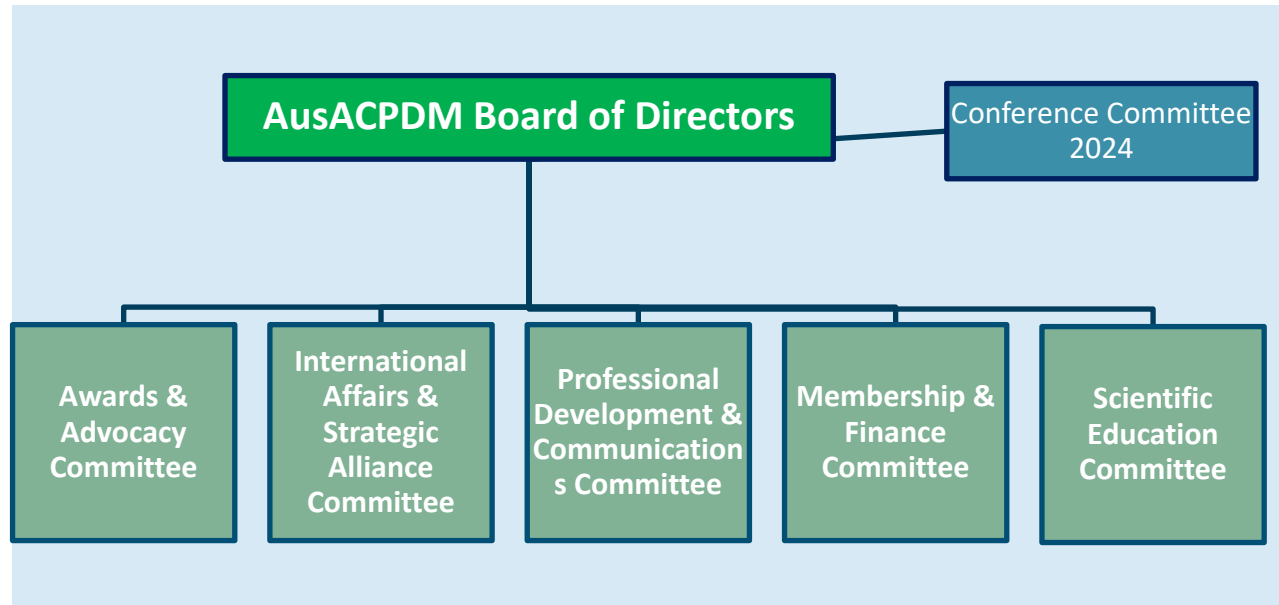 AusACPDM Board of Directors
Conference Committee
2024
Awards &
Advocacy
Committee
International
Affairs &
Strategic
Alliance
Committee
Professional
Development &
Communication
s Committee
Membership &
Finance
Committee
Scientific
Education
Committee